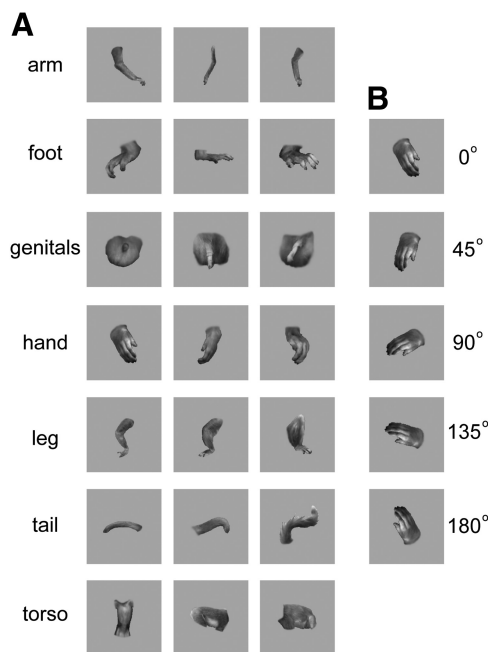 A
arm
foot
genitals
hand
leg
tail
torso
B
0°
45°
90°
135°
180°